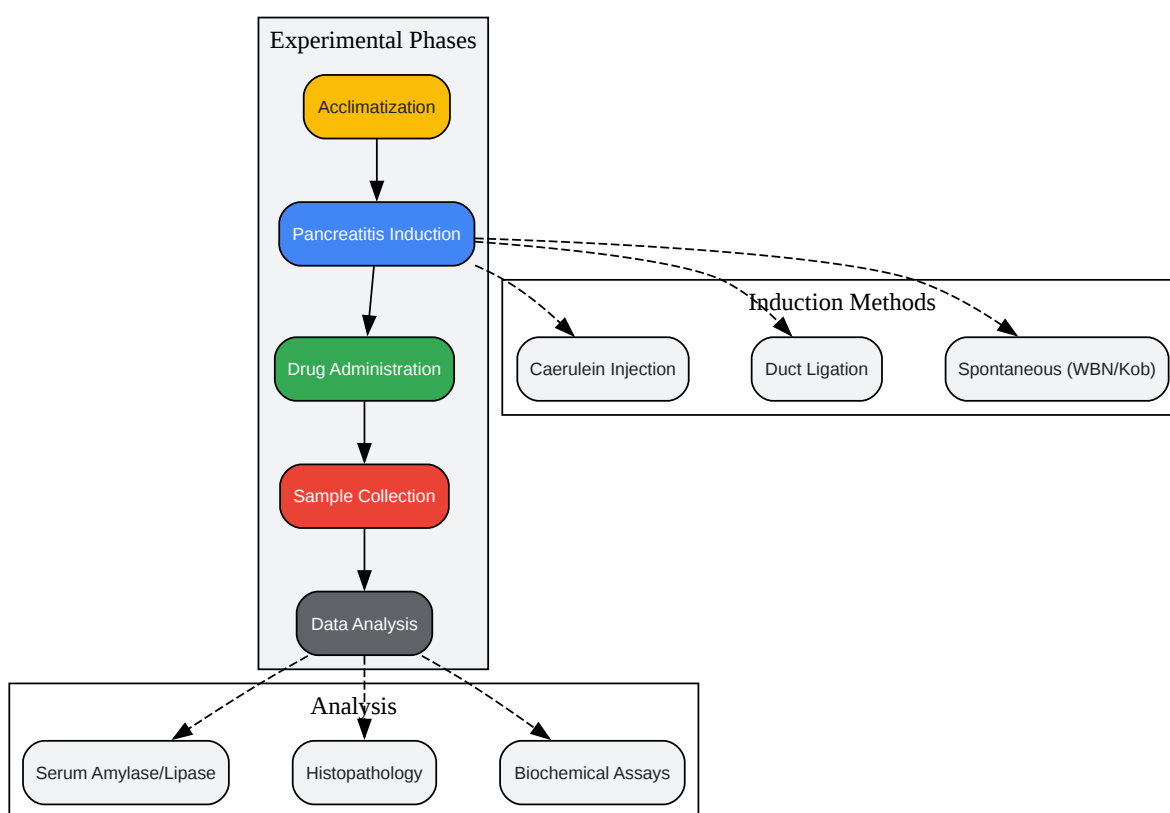 Experimental Phases
Acclimatization
Pancreatitis Induction
Induction Methods
Drug Administration
Caerulein Injection
Duct Ligation
Spontaneous (WBN/Kob)
Sample Collection
Data Analysis
Analysis
Serum Amylase/Lipase
Histopathology
Biochemical Assays